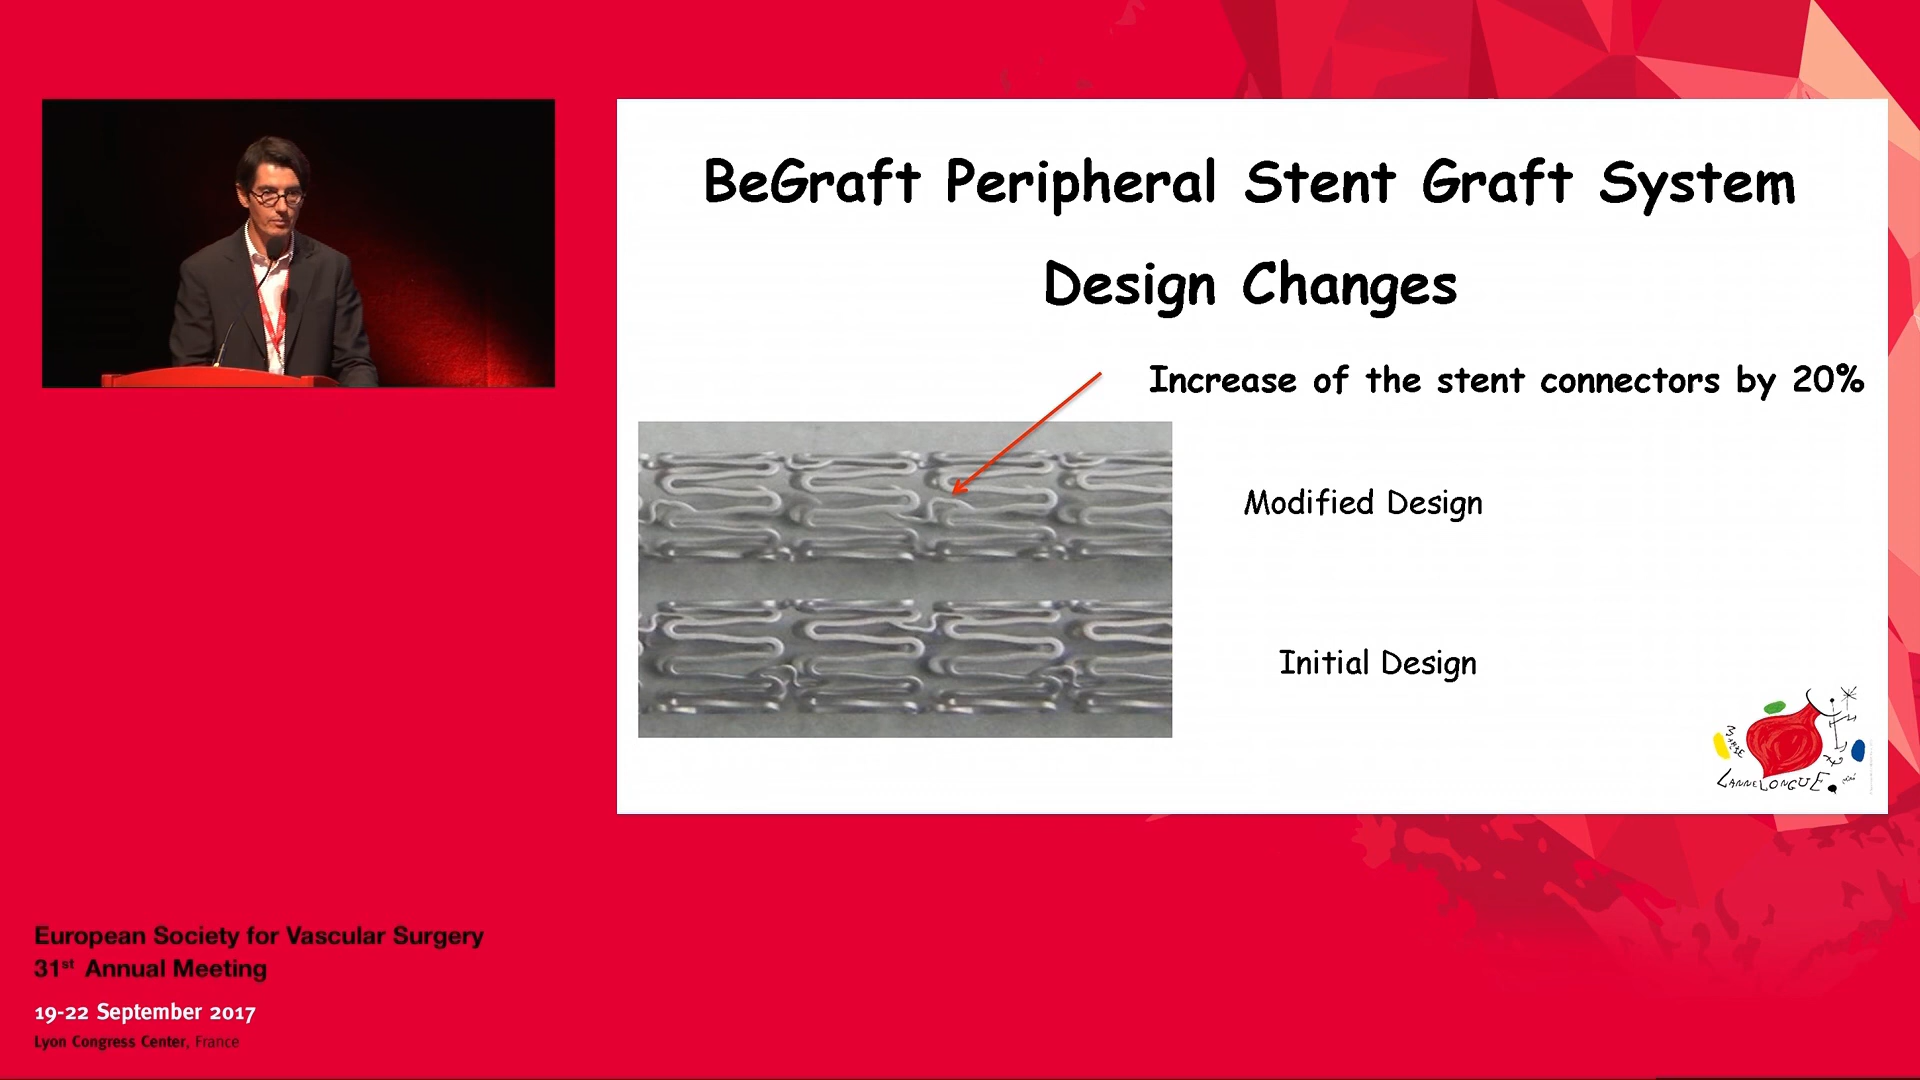 BeGraft Peripheral Stent Graft System
Design Changes
Increase of the stent connectors by 20%
Modified Design
Initial Design
LANNELONGUE
European Society for Vascular Surgery
31st Annual Meeting
19-22 September 2017
Lyon Congress Center, France